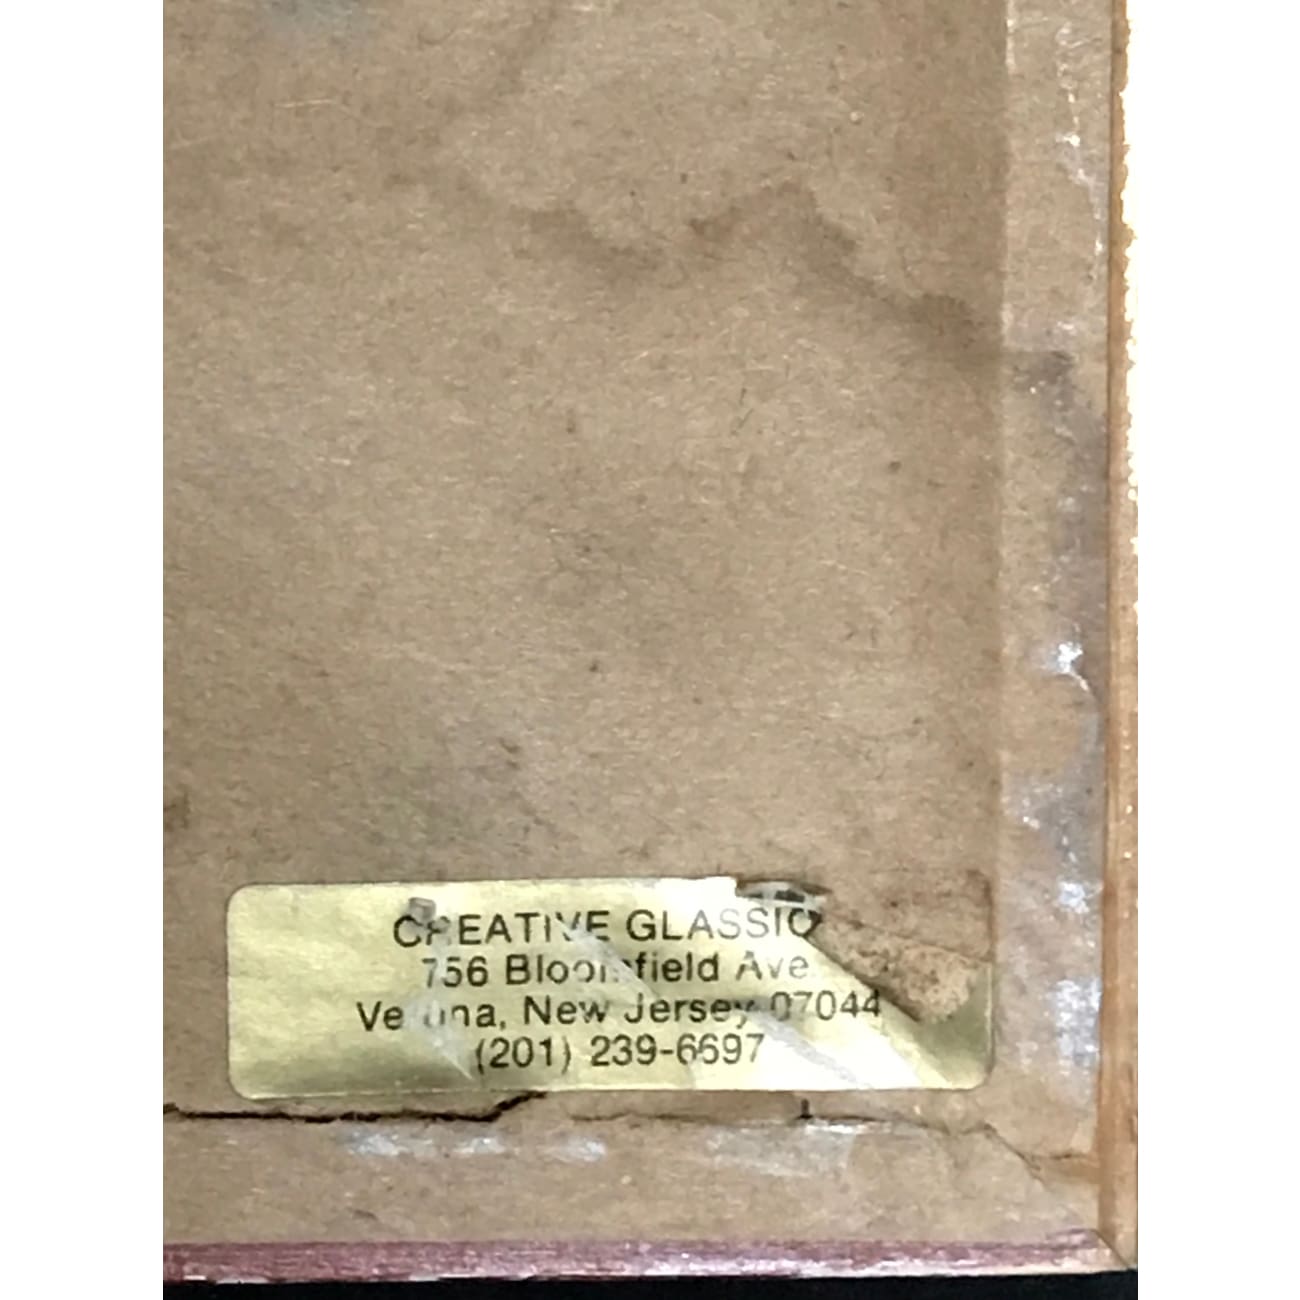 CREATIVE GLASSIC
756 Bloomfield Ave.
Verona, New Jersey 07044
(201) 239-6697